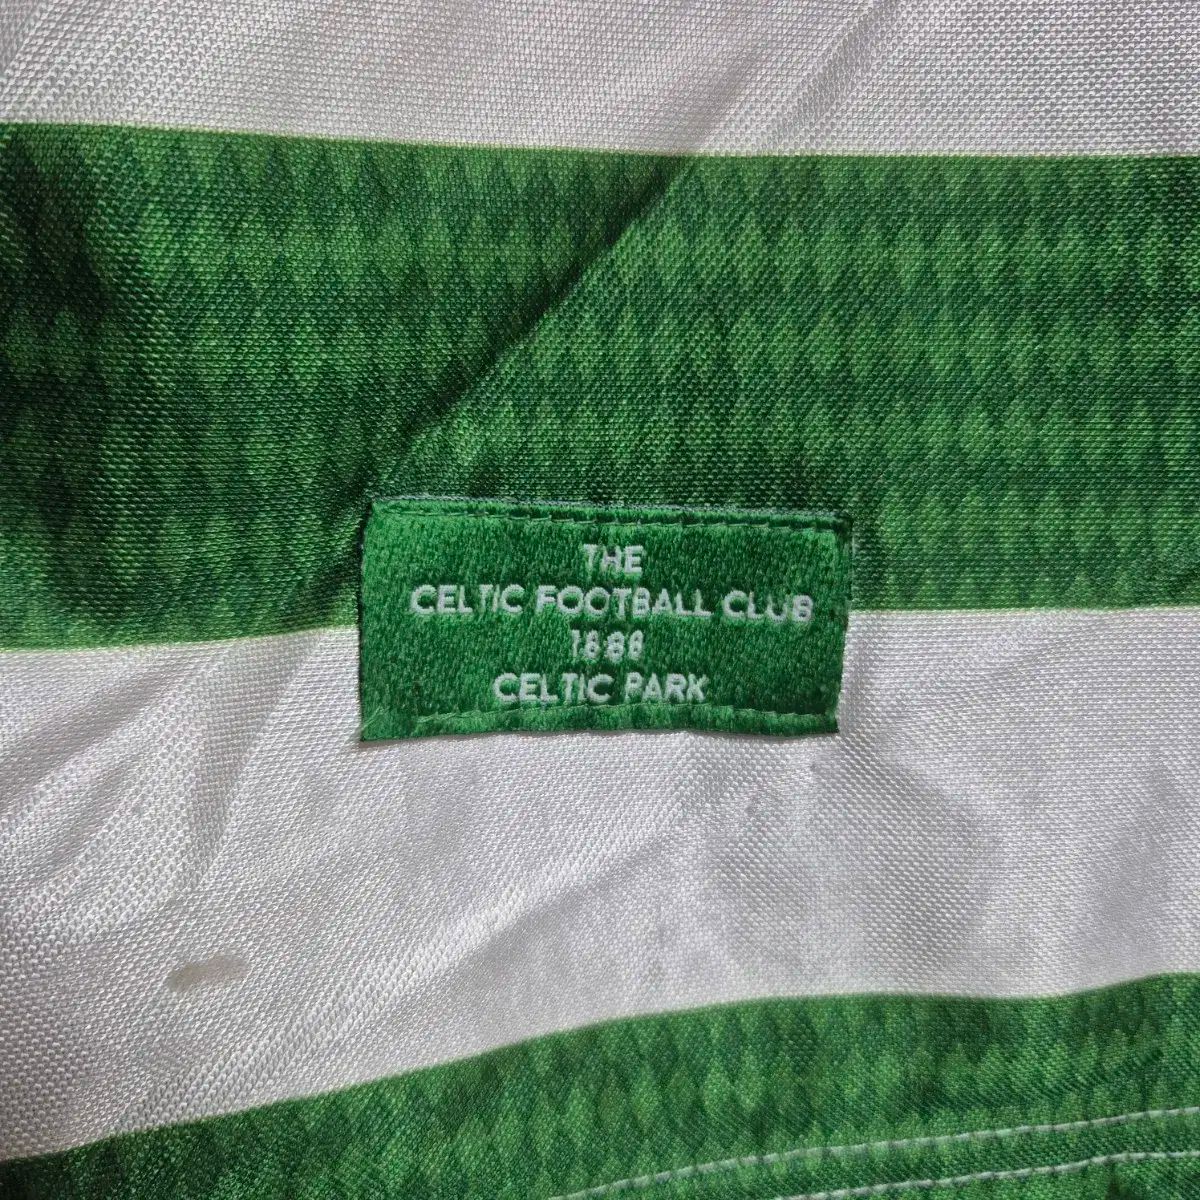 THE
CELTIC FOOTBALL CLUB
1888
CELTIC PARK